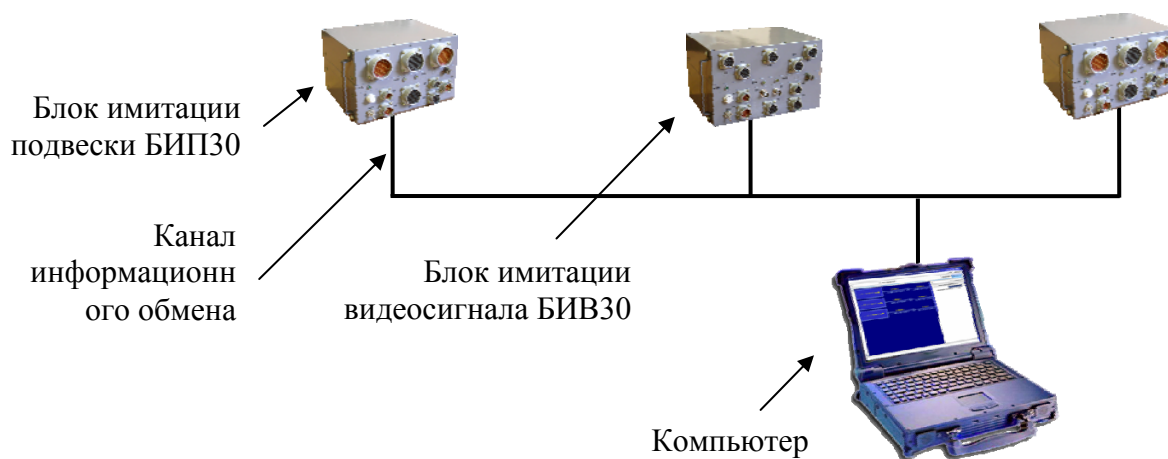 Блок имитации
подвески БИП30
Канал
информационн
ого обмена
Блок имитации
видеосигнала БИВ30
Компьютер